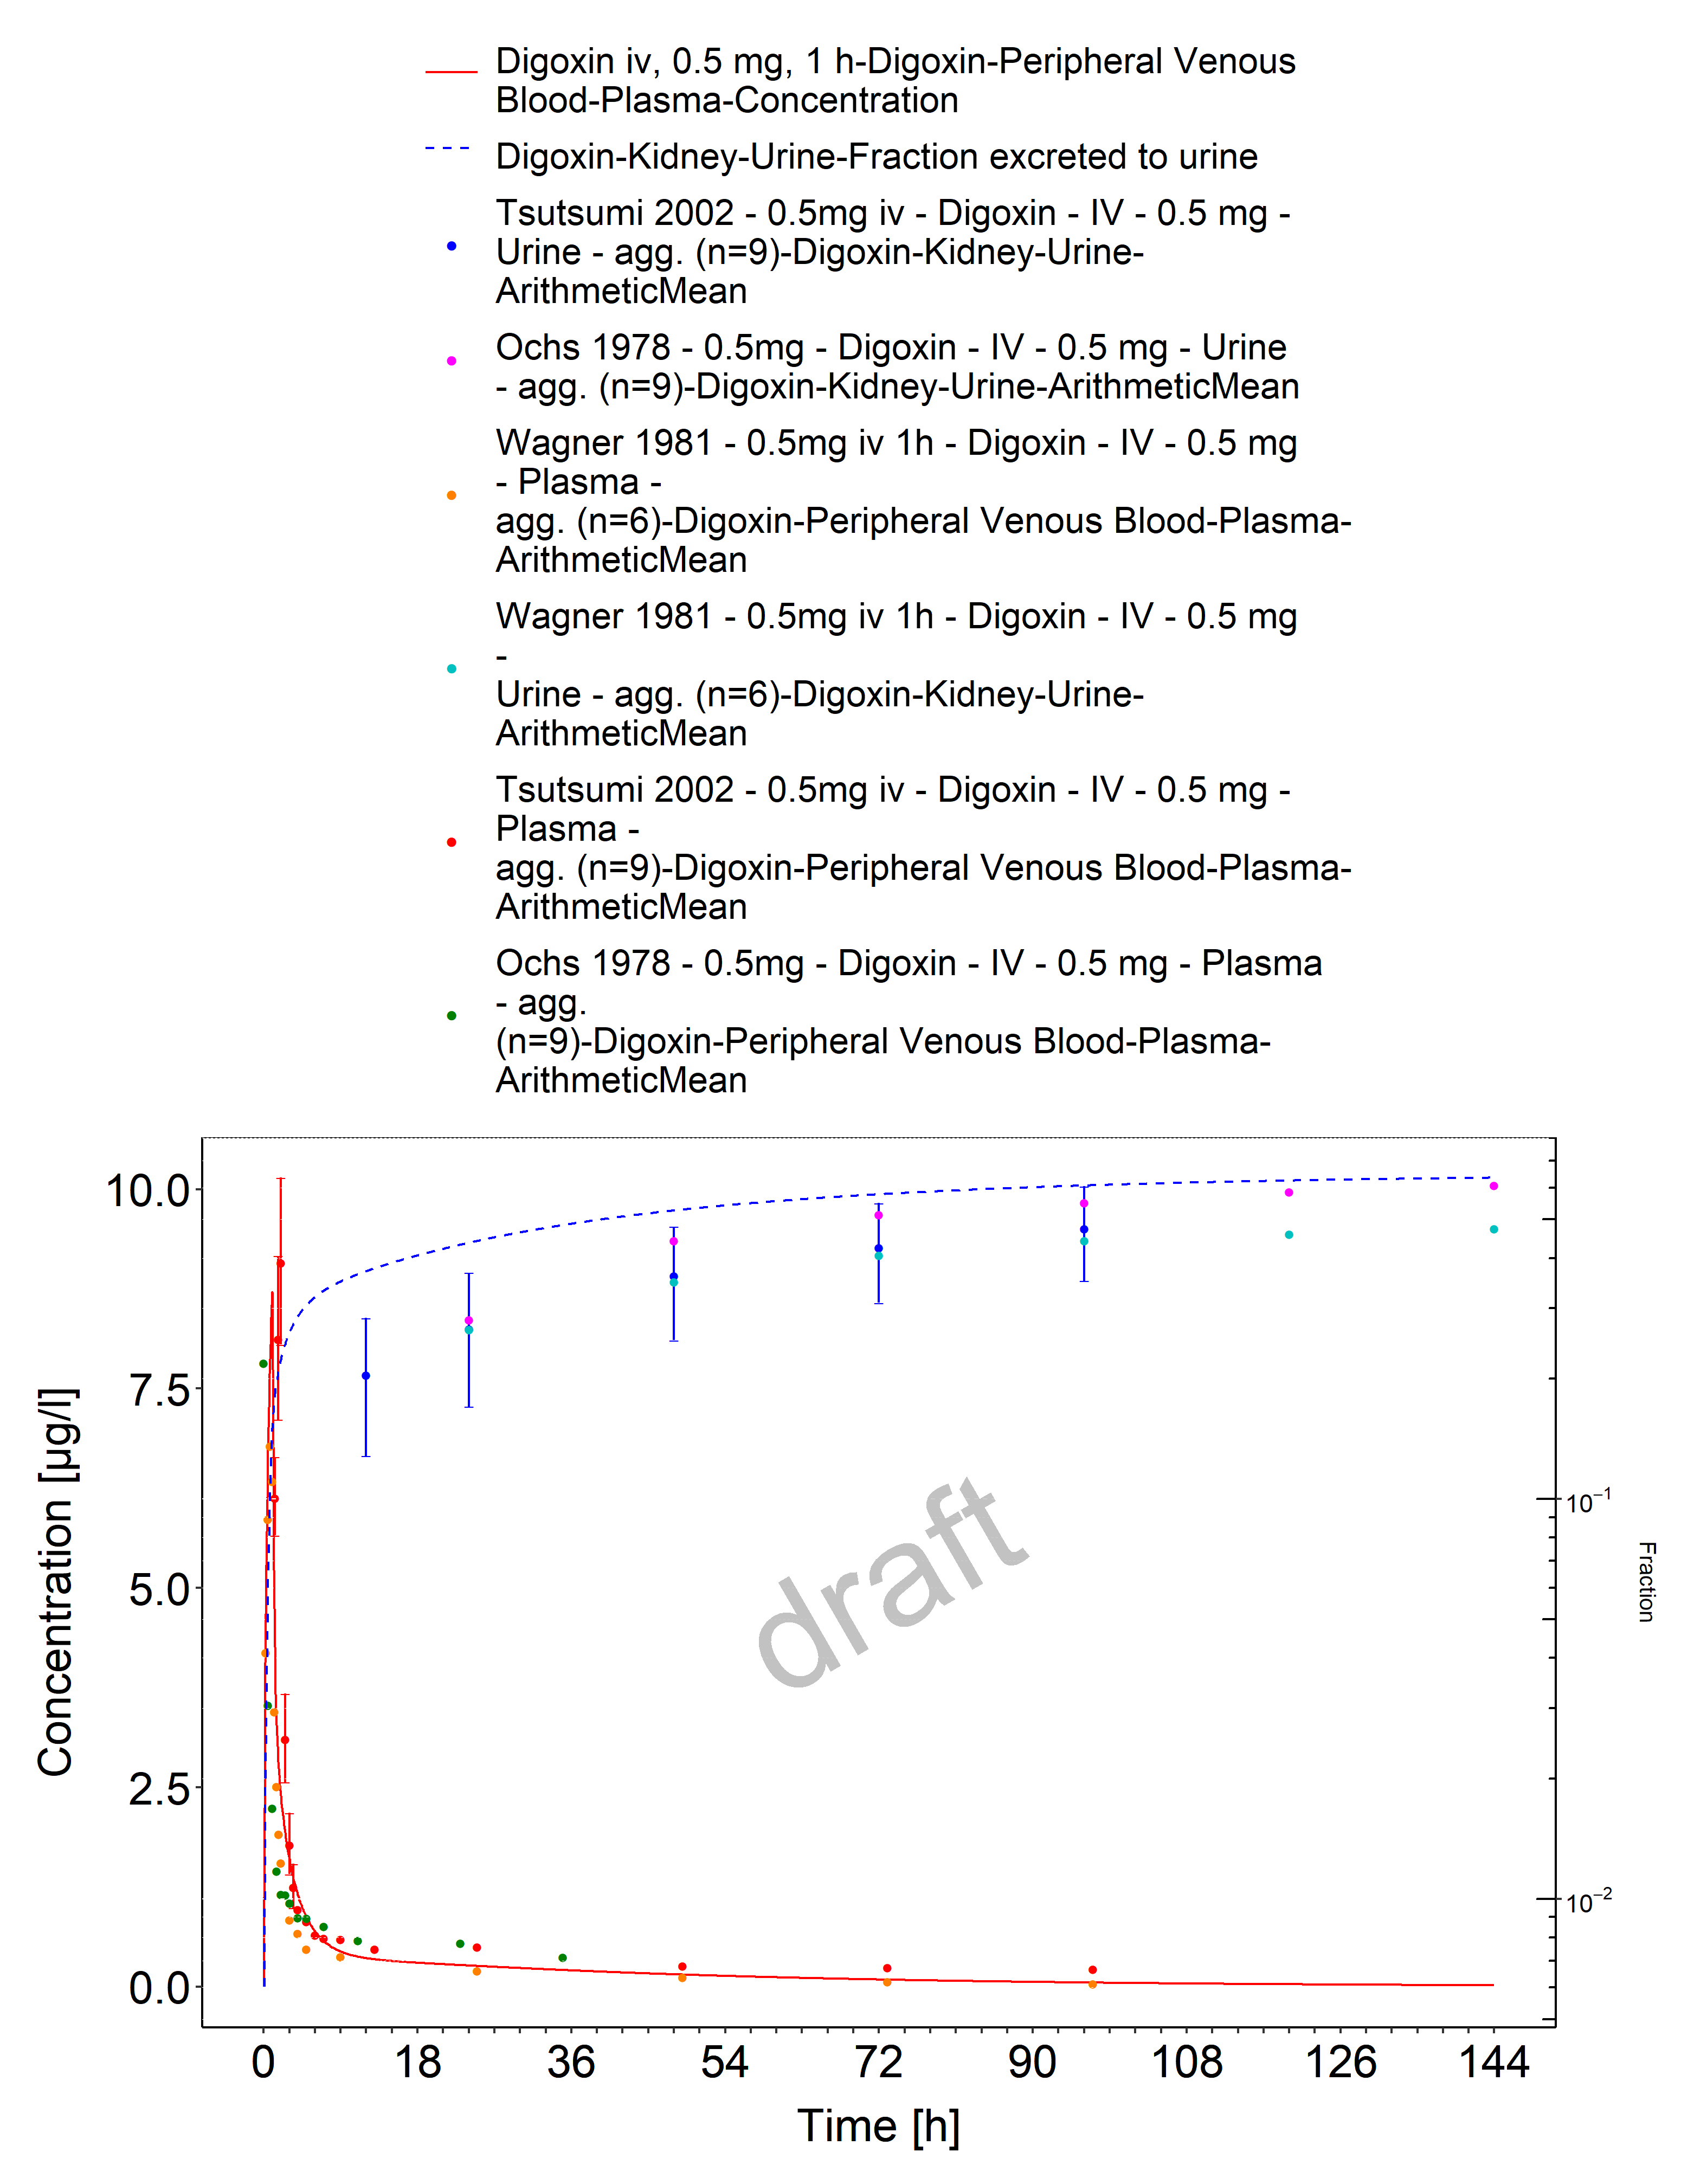 Digoxin iv, 0.5 mg, 1 h-Digoxin-Peripheral Venous
Blood-Plasma-Concentration
Digoxin-Kidney-Urine-Fraction excreted to urine
Tsutsumi 2002 - 0.5mg iv - Digoxin - IV - 0.5 mg -
Urine - agg. (n=9)-Digoxin-Kidney-Urine-
ArithmeticMean
Ochs 1978 - 0.5mg - Digoxin - IV - 0.5 mg - Urine
- agg. (n=9)-Digoxin-Kidney-Urine-ArithmeticMean
Wagner 1981 - 0.5mg iv 1h - Digoxin - IV - 0.5 mg
- Plasma -
agg. (n=6)-Digoxin-Peripheral Venous Blood-Plasma-
ArithmeticMean
Wagner 1981 - 0.5mg iv 1h - Digoxin - IV - 0.5 mg
-
Urine - agg. (n=6)-Digoxin-Kidney-Urine-
ArithmeticMean
Tsutsumi 2002 - 0.5mg iv - Digoxin - IV - 0.5 mg -
Plasma -
agg. (n=9)-Digoxin-Peripheral Venous Blood-Plasma-
ArithmeticMean
Ochs 1978 - 0.5mg - Digoxin - IV - 0.5 mg - Plasma
- agg.
(n=9)-Digoxin-Peripheral Venous Blood-Plasma-
ArithmeticMean
10.0
7.5
5.0
2.5
0.0
Concentration [µg/l]
draft
10⁻¹
10⁻²
Fraction
0 18 36 54 72 90 108 126 144
Time [h]